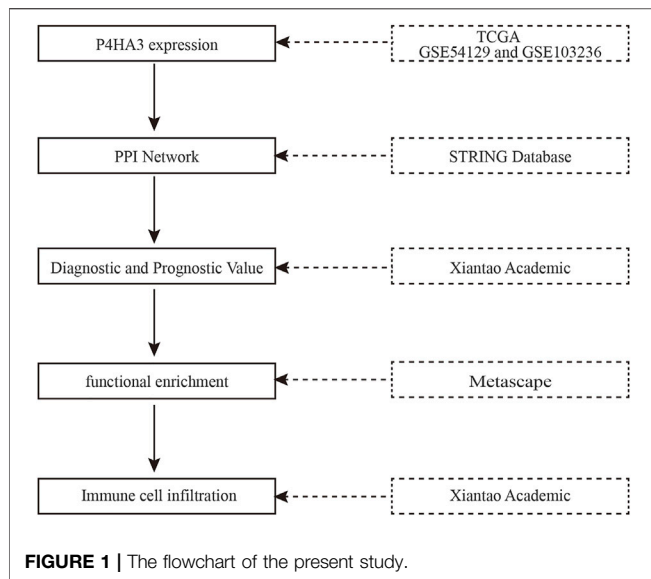 P4HA3 expression
TCGA
GSE54129 and GSE103236
PPI Network
STRING Database
Diagnostic and Prognostic Value
Xiantao Academic
functional enrichment
Metascape
Immune cell infiltration
Xiantao Academic
FIGURE 1 | The flowchart of the present study.